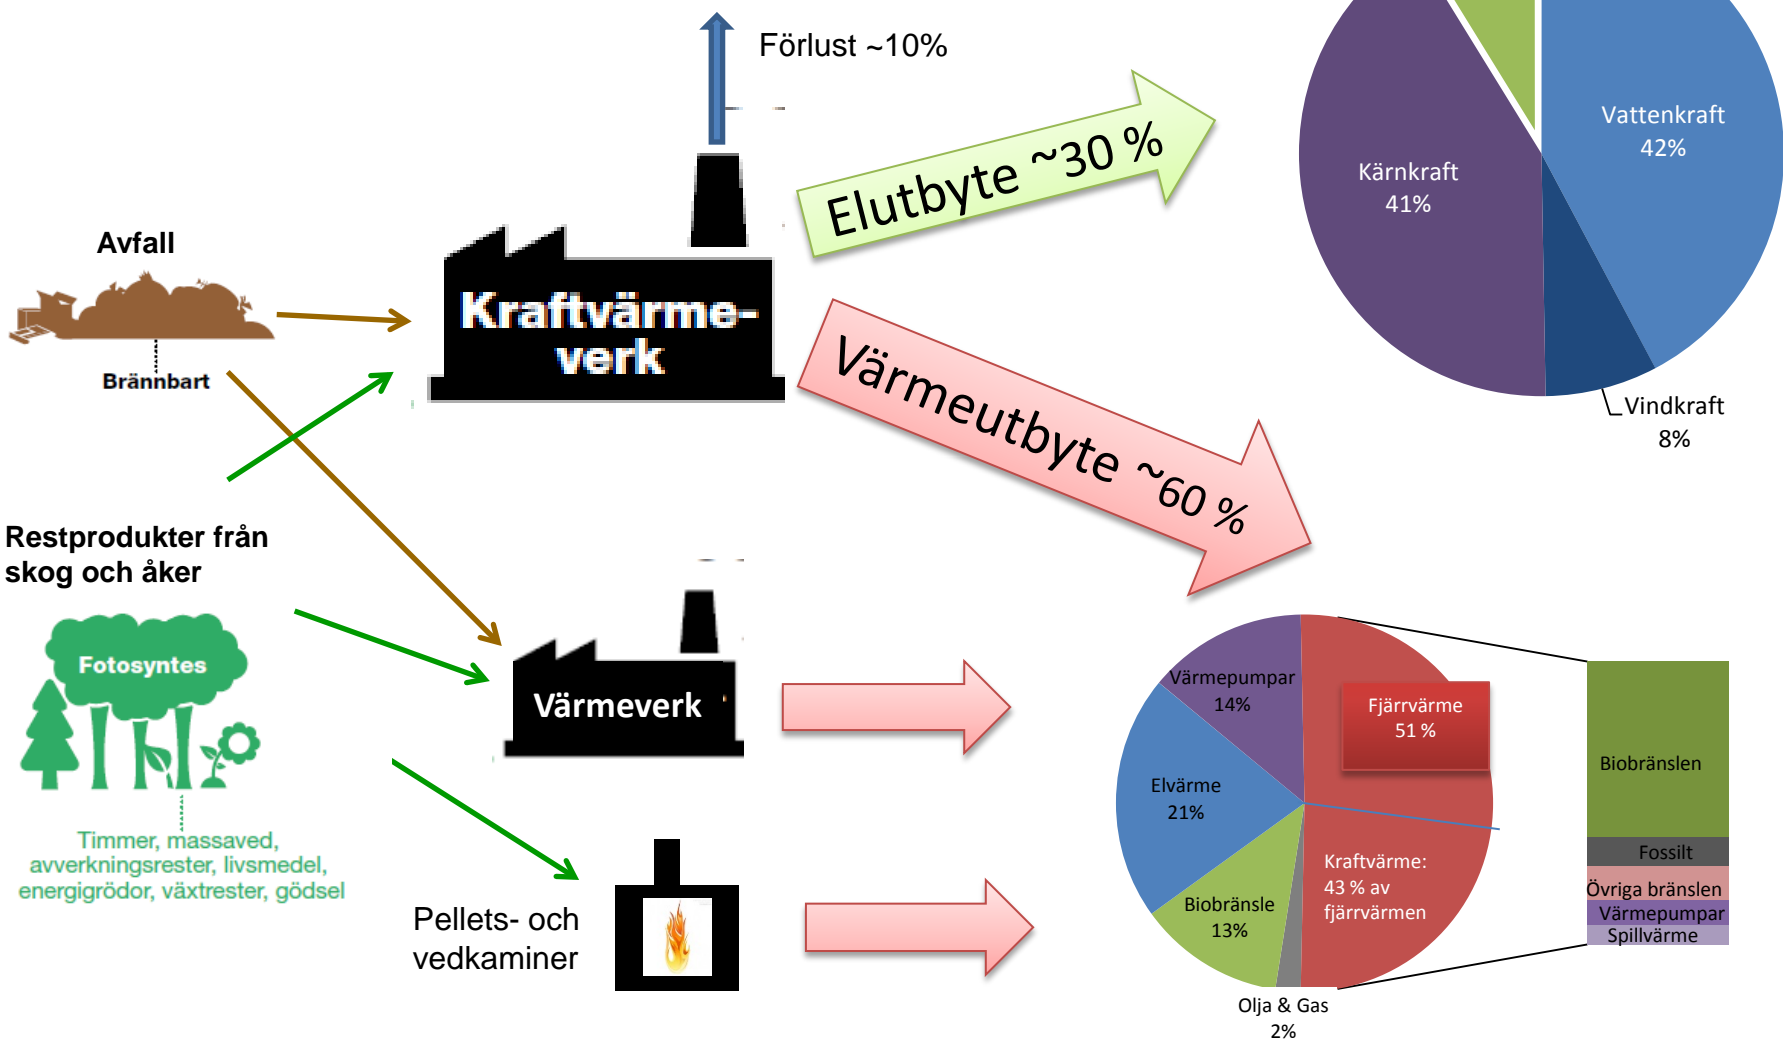 Förlust ~10%
Elutbyte ~30 %
Vattenkraft
42%
Kärnkraft
41%
Vindkraft
8%
Avfall
Brännbart
Kraftvärme-
verk
Värmeutbyte ~60 %
Restprodukter från
skog och åker
Fotosyntes
Timmer, massaved,
avverkningsrester, livsmedel,
energigrödor, växtrester, gödsel
Värmeverk
Pellets- och
vedkaminer
Värmepumpar
14%
Fjärrvärme
51 %
Elvärme
21%
Kraftvärme:
43 % av
fjärrvärmen
Biobränsle
13%
Olja & Gas
2%
Biobränslen
Fossilt
Övriga bränslen
Värmepumpar
Spillvärme